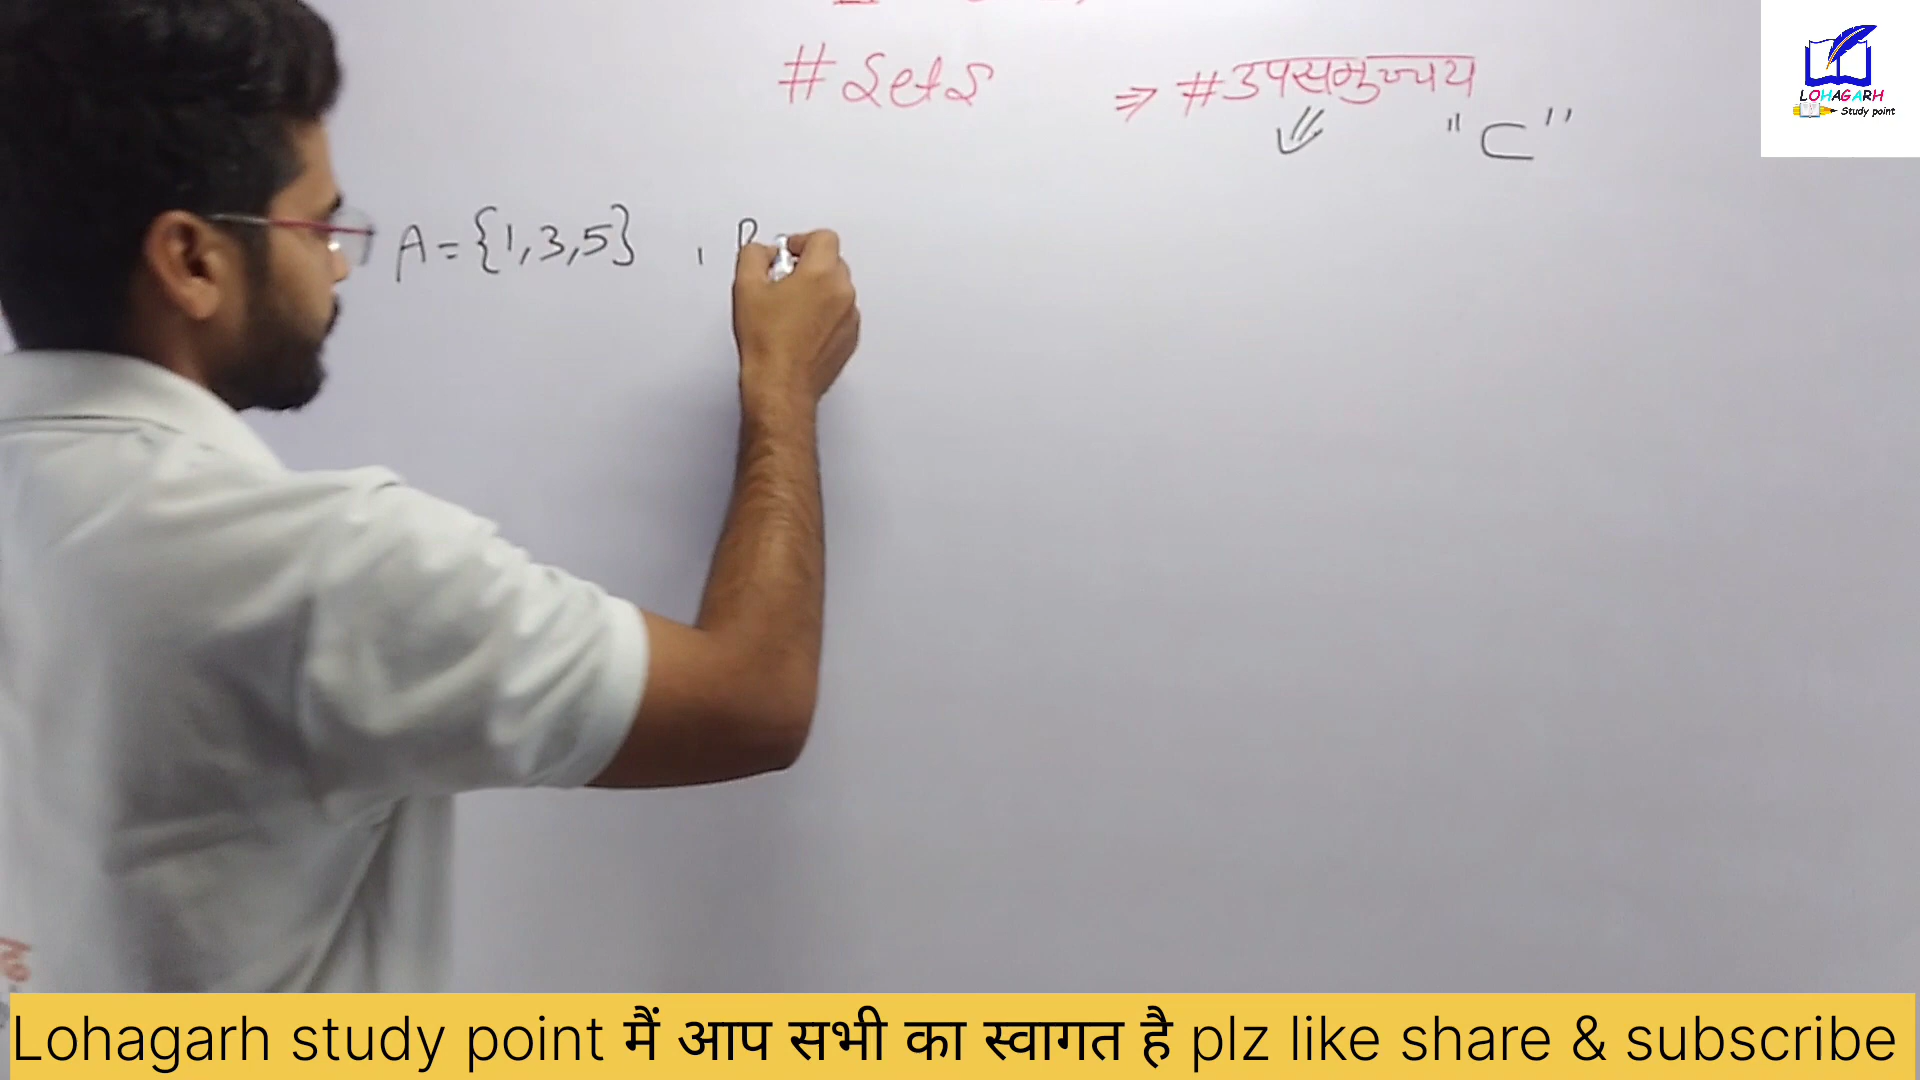 # Sets ⇒ # उपसमुच्चय
" ⊂ "
A = {1, 3, 5} , B =
LOHAGARH
Study point
Lohagarh study point मैं आप सभी का स्वागत है plz like share & subscribe